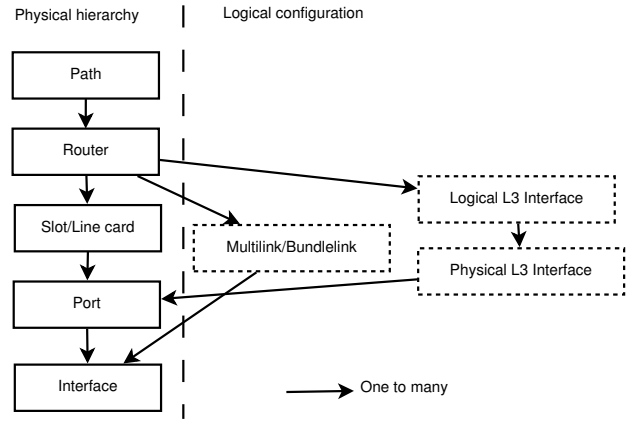 Physical hierarchy
Logical configuration
Path
Router
Logical L3 Interface
Slot/Line card
Multilink/Bundlelink
Physical L3 Interface
Port
Interface
One to many